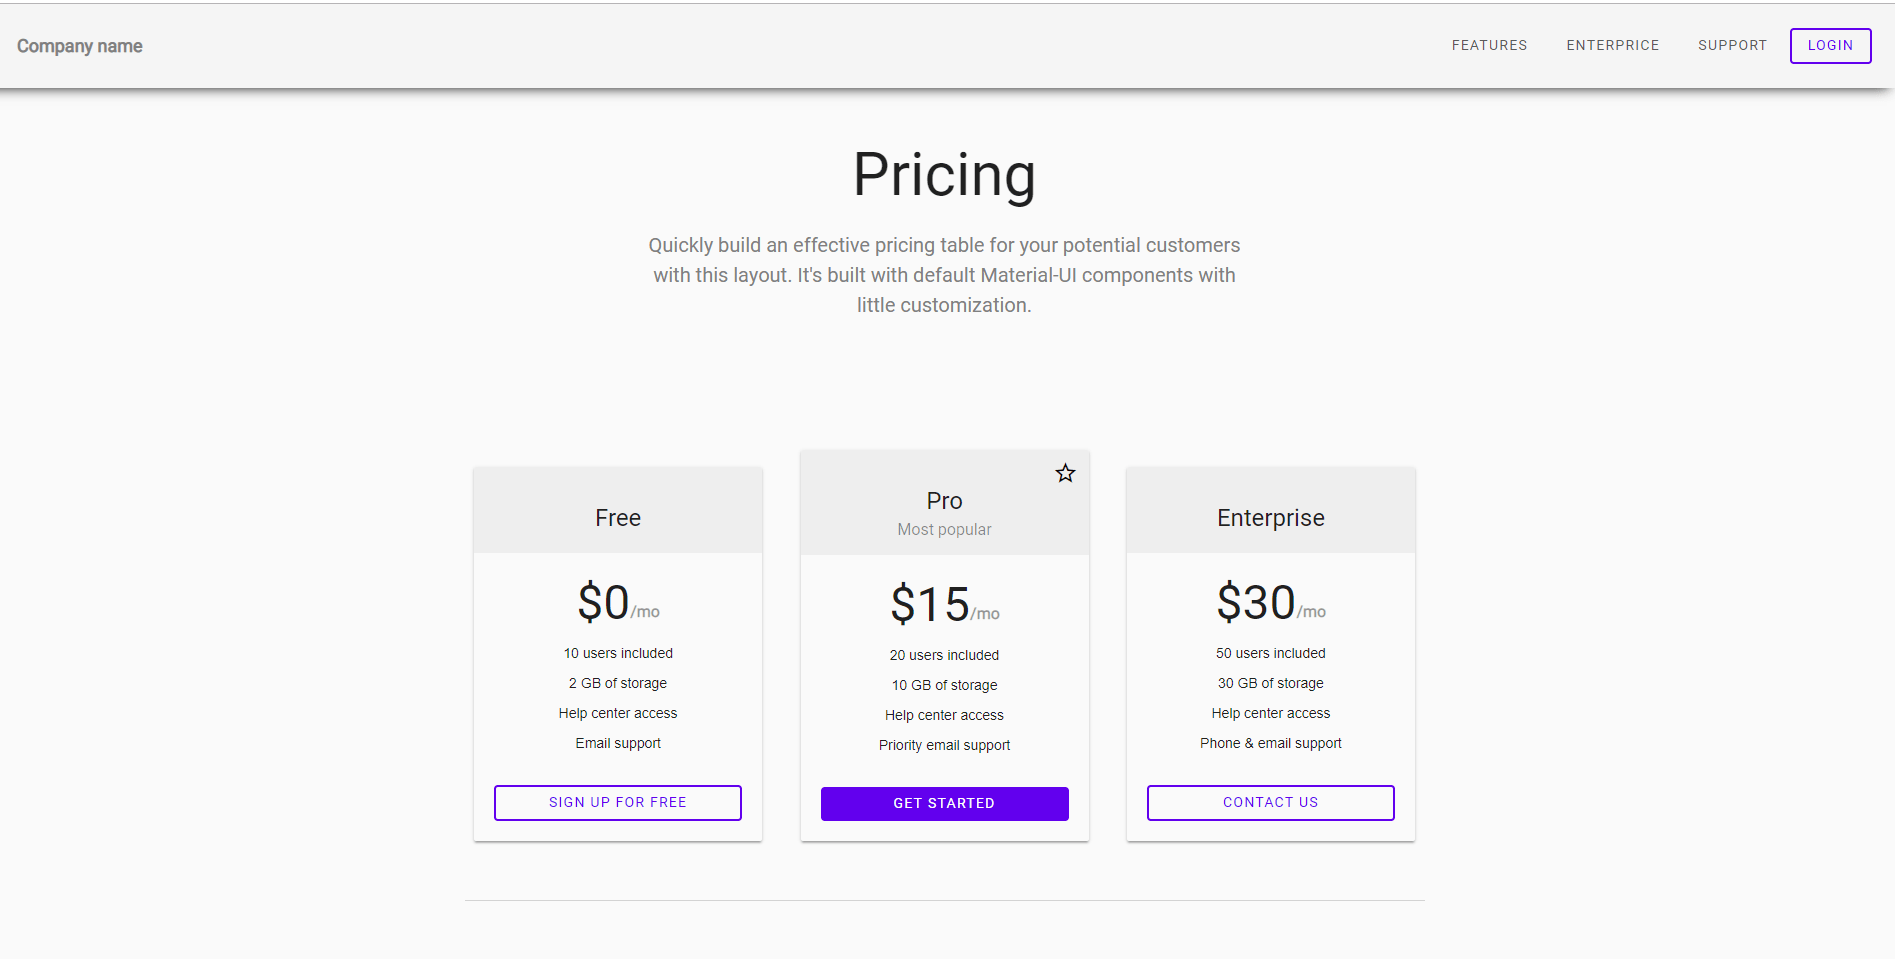 Company name
FEATURES
ENTERPRICE
SUPPORT
LOGIN
Pricing
Quickly build an effective pricing table for your potential customers
with this layout. It's built with default Material-UI components with
little customization.
Free
$0/mo
10 users included
2 GB of storage
Help center access
Email support
SIGN UP FOR FREE
Pro
Most popular
$15/mo
20 users included
10 GB of storage
Help center access
Priority email support
GET STARTED
Enterprise
$30/mo
50 users included
30 GB of storage
Help center access
Phone & email support
CONTACT US